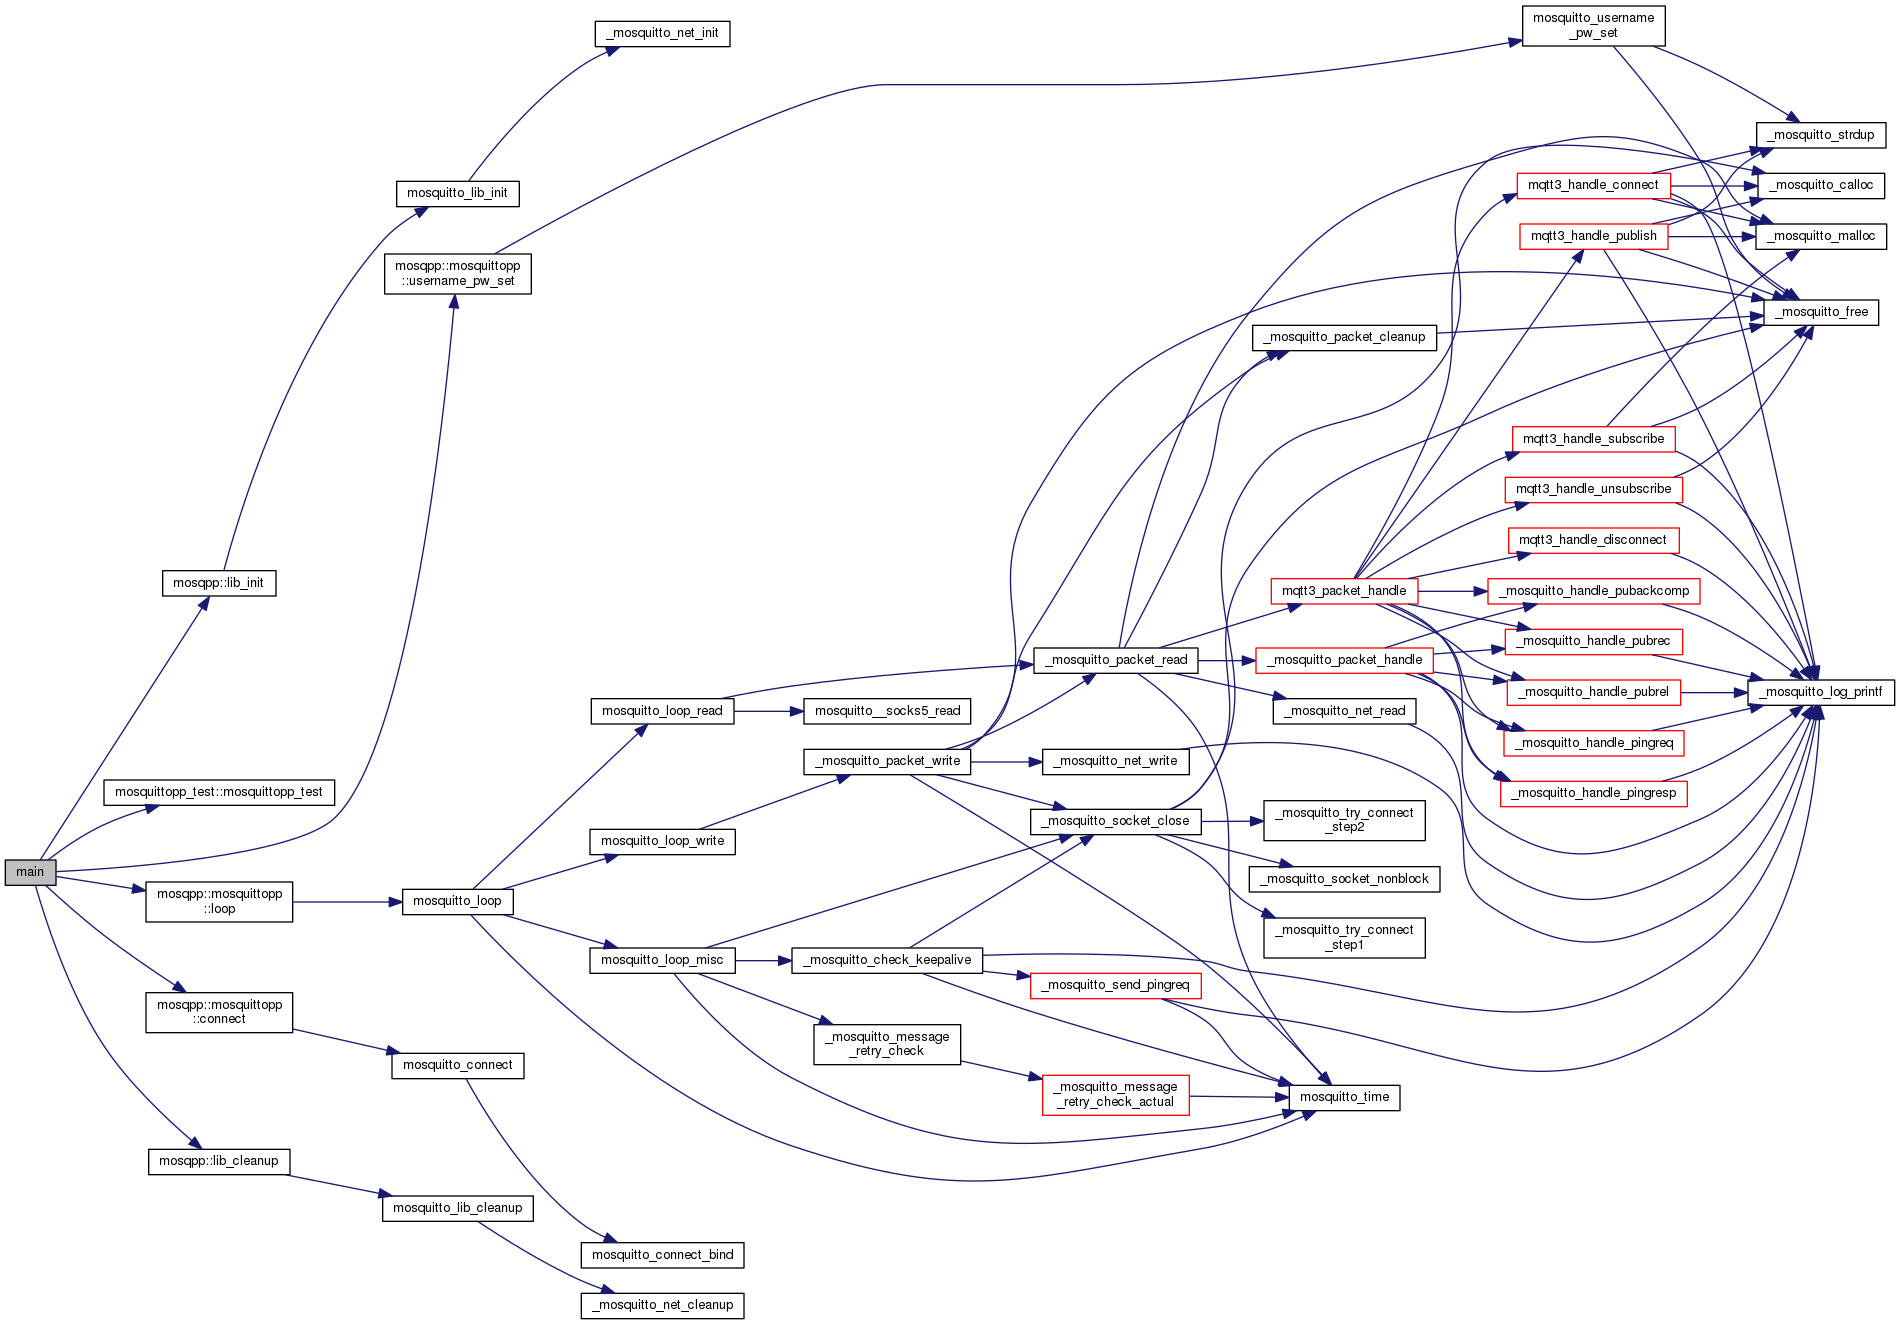 main
mosqpp::lib_init
mosquittopp_test::mosquittopp_test
mosqpp::mosquittopp
::loop
mosqpp::mosquittopp
::connect
mosqpp::lib_cleanup
mosquitto_lib_init
mosqpp::mosquittopp
::username_pw_set
mosquitto_loop
mosquitto_connect
mosquitto_lib_cleanup
_mosquitto_net_init
mosquitto_loop_read
mosquitto_loop_write
mosquitto_loop_misc
mosquitto_connect_bind
_mosquitto_net_cleanup
mosquitto__socks5_read
_mosquitto_packet_write
_mosquitto_check_keepalive
_mosquitto_message
_retry_check
_mosquitto_packet_read
_mosquitto_net_write
_mosquitto_socket_close
_mosquitto_send_pingreq
_mosquitto_message
_retry_check_actual
_mosquitto_packet_cleanup
mqtt3_packet_handle
_mosquitto_packet_handle
_mosquitto_net_read
_mosquitto_try_connect
_step2
_mosquitto_socket_nonblock
_mosquitto_try_connect
_step1
mosquitto_time
mosquitto_username
_pw_set
mqtt3_handle_connect
mqtt3_handle_publish
mqtt3_handle_subscribe
mqtt3_handle_unsubscribe
mqtt3_handle_disconnect
_mosquitto_handle_pubackcomp
_mosquitto_handle_pubrec
_mosquitto_handle_pubrel
_mosquitto_handle_pingreq
_mosquitto_handle_pingresp
_mosquitto_strdup
_mosquitto_calloc
_mosquitto_malloc
_mosquitto_free
_mosquitto_log_printf